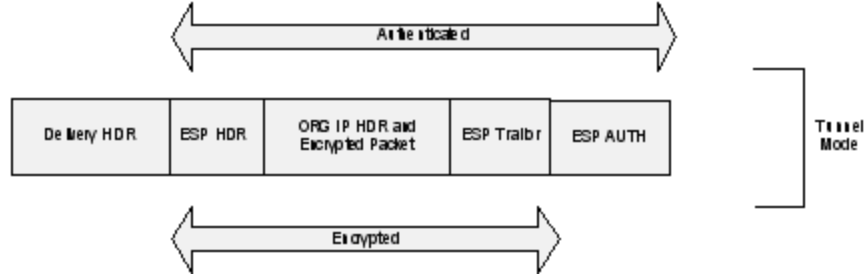 Authenticated
Delivery HDR
ESP HDR
ORG IP HDR and
Encrypted Packet
ESP Trailer
ESP AUTH
Tunnel
Mode
Encrypted